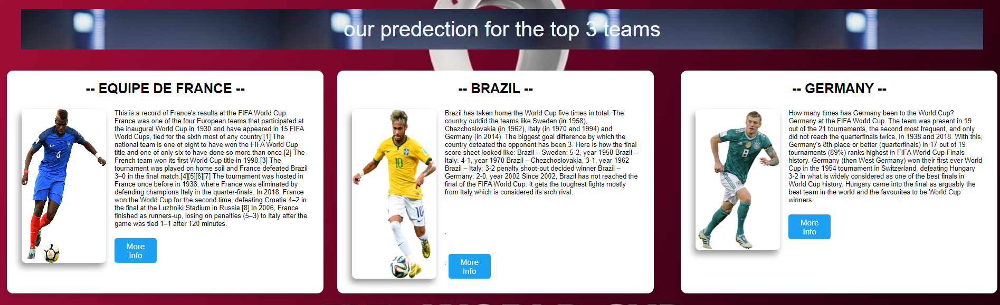 our predection for the top 3 teams
-- EQUIPE DE FRANCE --
This is a record of France's results at the FIFA World Cup.
France was one of the four European teams that participated at
the inaugural World Cup in 1930 and have appeared in 15 FIFA
World Cups, tied for the sixth most of any country.[1] The
national team is one of eight to have won the FIFA World Cup
title and one of only six to have done so more than once.[2] The
French team won its first World Cup title in 1998.[3] The
tournament was played on home soil and France defeated Brazil
3–0 in the final match.[4][5][6][7] The tournament was hosted in
France once before in 1938, where France was eliminated by
defending champions Italy in the quarter-finals. In 2018, France
won the World Cup for the second time, defeating Croatia 4–2 in
the final at the Luzhniki Stadium in Russia.[8] In 2006, France
finished as runners-up, losing on penalties (5–3) to Italy after the
game was tied 1–1 after 120 minutes.
More
Info
6
-- BRAZIL --
Brazil has taken home the World Cup five times in total. The
country outdid the teams like Sweden (in 1958),
Chezchoslovakia (in 1962), Italy (in 1970 and 1994) and
Germany (in 2014). The biggest goal difference by which the
country defeated the opponent has been 3. Here is how the final
score sheet looked like: Brazil – Sweden: 5-2, year 1958 Brazil –
Italy: 4-1, year 1970 Brazil – Chezchoslovakia, 3-1, year 1962
Brazil – Italy: 3-2 penalty shoot-out decided winner Brazil –
Germany: 2-0, year 2002 Since 2002, Brazil has not reached the
final of the FIFA World Cup. It gets the toughest fights mostly
from Italy which is considered its arch rival.
.
.
More
Info
10
10
-- GERMANY --
How many times has Germany been to the World Cup?
Germany at the FIFA World Cup. The team was present in 19
out of the 21 tournaments, the second most frequent, and only
did not reach the quarterfinals twice, in 1938 and 2018. With this,
Germany's 8th place or better (quarterfinals) in 17 out of 19
tournaments (89%) ranks highest in FIFA World Cup Finals
history. Germany (then West Germany) won their first ever World
Cup in the 1954 tournament in Switzerland, defeating Hungary
3-2 in what is widely considered as one of the best finals in
World Cup history. Hungary came into the final as arguably the
best team in the world and the favourites to be World Cup
winners
More
Info
8